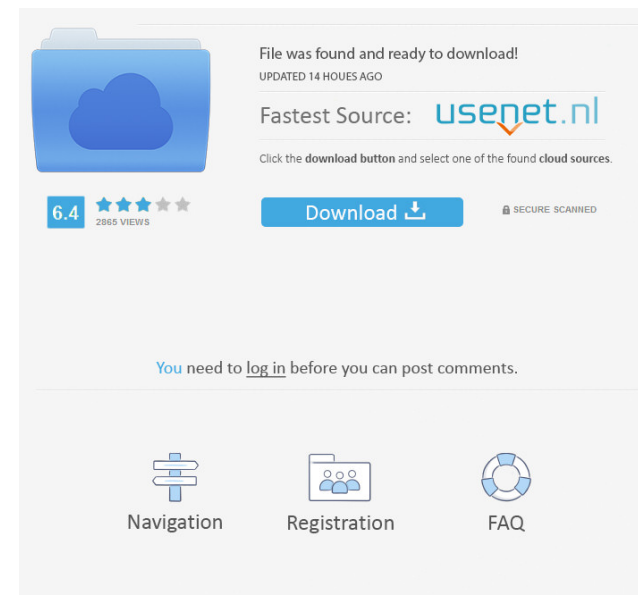 File was found and ready to download!
UPDATED 14 HOUES AGO
Fastest Source: usenet.nl
Click the download button and select one of the found cloud sources.
6.4
2865 VIEWS
Download
SECURE SCANNED
You need to log in before you can post comments.
Navigation
Registration
FAQ